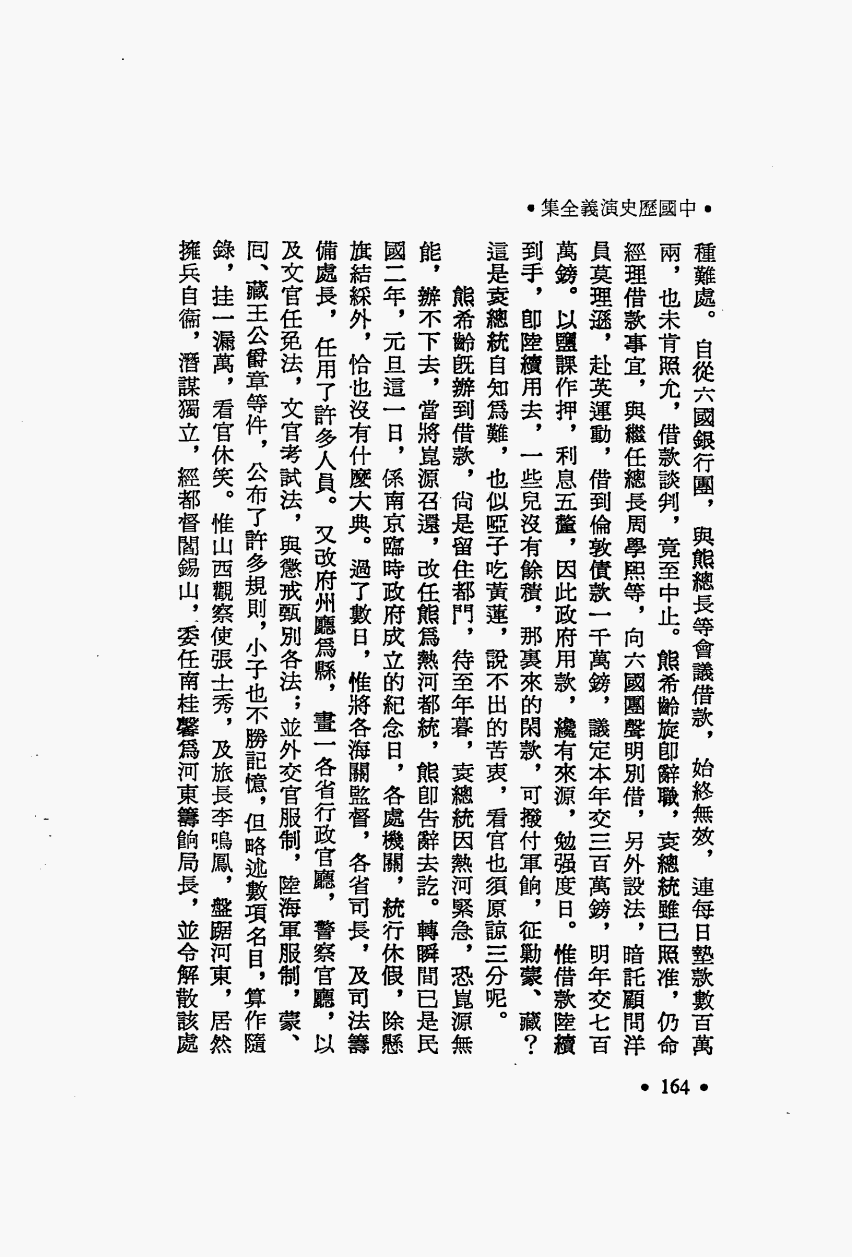 •中國歷史演義全集•
種難處。自從六國銀行團，與熊總長等會議借款，始終無效，連每日墊款數百萬
兩，也未肯照允，借款談判，竟至中止。熊希齡旋卽辭職，袁總統雖已照准，仍命
經理借款事宜，與繼任總長周學熙等，向六國團聲明別借，另外設法，暗託顧問洋
員莫理遜，赴英運動，借到倫敦債款一千萬鎊，議定本年交三百萬鎊，明年交七百
萬鎊。以鹽課作押，利息五釐，因此政府用款，纔有來源，勉强度日。惟借款陸續
到手，卽陸續用去，一些兒沒有餘積，那裏來的閑款，可撥付軍餉，征勦蒙、藏？
這是袁總統自知爲難，也似啞子吃黃蓮，說不出的苦衷，看官也須原諒三分呢。
熊希齡旣辦到借款，尙是留住都門，待至年暮，袁總統因熱河緊急，恐崑源無
能，辦不下去，當將崑源召還，改任熊爲熱河都統，熊卽告辭去訖。轉瞬間已是民
國二年，元旦這一日，係南京臨時政府成立的紀念日，各處機關，統行休假，除懸
旗結綵外，恰也沒有什麼大典。過了數日，惟將各海關監督，各省司長，及司法籌
備處長，任用了許多人員。又改府州廳爲縣，畫一各省行政官廳，警察官廳，以
及文官任免法，文官考試法，與懲戒甄別各法；並外交官服制，陸海軍服制，蒙、
回、藏王公爵章等件，公布了許多規則，小子也不勝記憶，但略述數項名目，算作隨
錄，挂一漏萬，看官休笑。惟山西觀察使張士秀，及旅長李鳴鳳，盤踞河東，居然
擁兵自衞，潛謀獨立，經都督閻錫山，委任南桂馨爲河東籌餉局長，並令解散該處
• 164 •